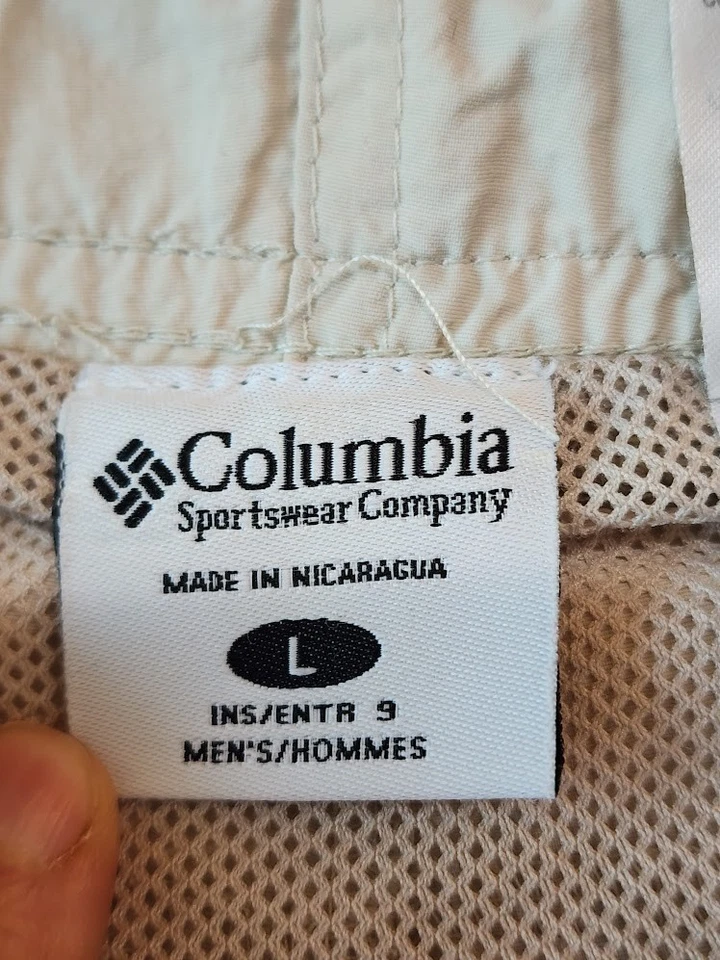 Columbia
Sportswear Company
MADE IN NICARAGUA
L
INS/ENTR 9
MEN'S/HOMMES